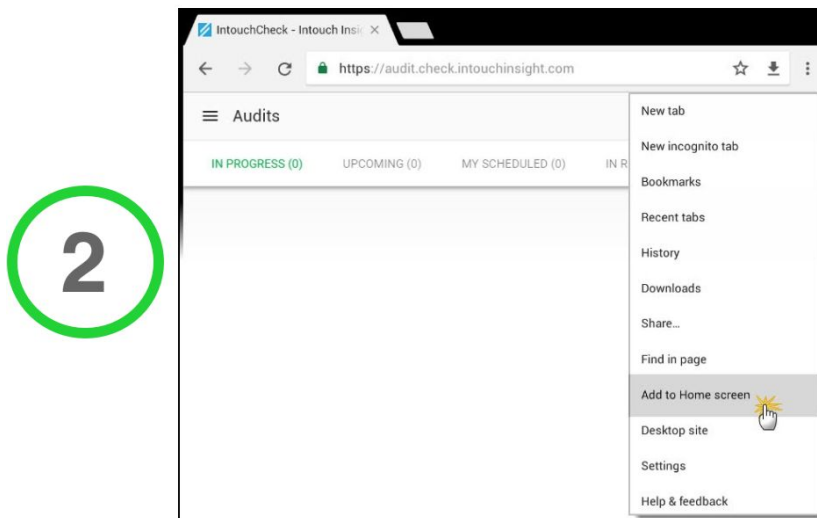 IntouchCheck - Intouch Insi
https://audit.check.intouchinsight.com
Audits
IN PROGRESS (0) UPCOMING (0) MY SCHEDULED (0) IN R
2
New tab
New incognito tab
Bookmarks
Recent tabs
History
Downloads
Share...
Find in page
Add to Home screen
Desktop site
Settings
Help & feedback